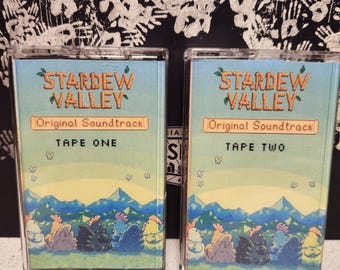 STARDEW
VALLEY
Original Soundtrack
TAPE ONE
STARDEW
VALLEY
Original Soundtrack
TAPE TWO